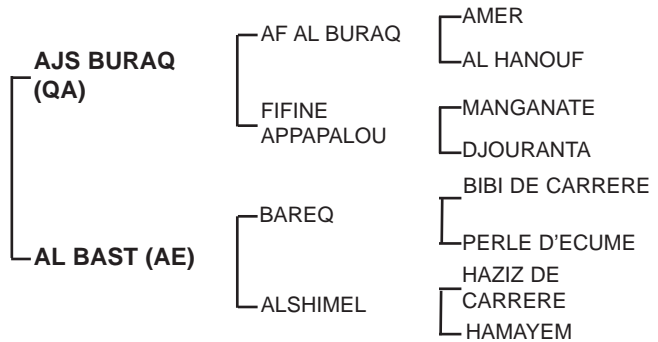 AJS BURAQ
(QA)
AL BAST (AE)
AF AL BURAQ
FIFINE
APPAPALOU
BAREQ
ALSHIMEL
AMER
AL HANOUF
MANGANATE
DJOURANTA
BIBI DE CARRERE
PERLE D'ECUME
HAZIZ DE
CARRERE
HAMAYEM